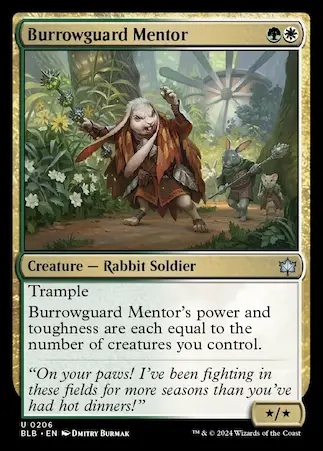 Burrowguard Mentor
Creature — Rabbit Soldier
Trample
Burrowguard Mentor's power and
toughness are each equal to the
number of creatures you control.
"On your paws! I've been fighting in
these fields for more seasons than you've
had hot dinners!"
*/*
U 0206
BLB • EN Dmitry Burmak
™ & © 2024 Wizards of the Coast